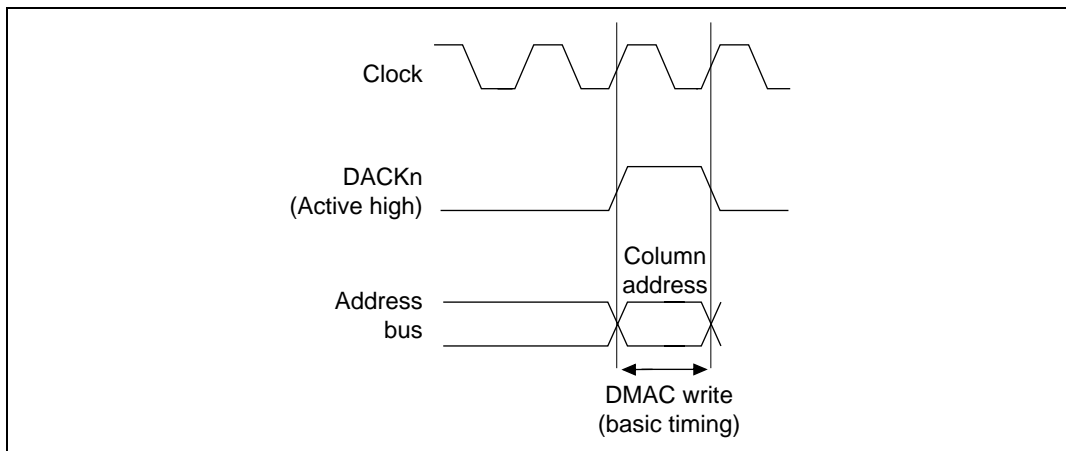 Clock
DACKn
(Active high)
Column
address
Address
bus
DMAC write
(basic timing)